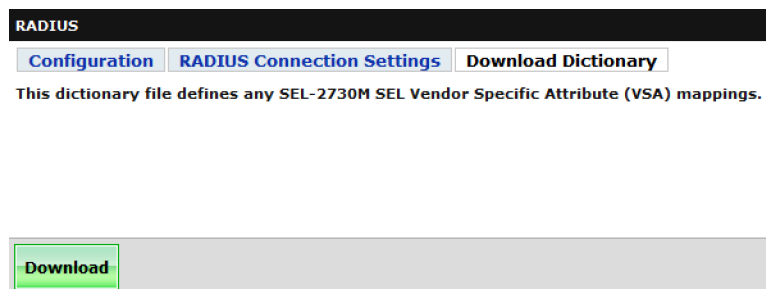 RADIUS
Configuration RADIUS Connection Settings Download Dictionary
This dictionary file defines any SEL-2730M SEL Vendor Specific Attribute (VSA) mappings.
Download